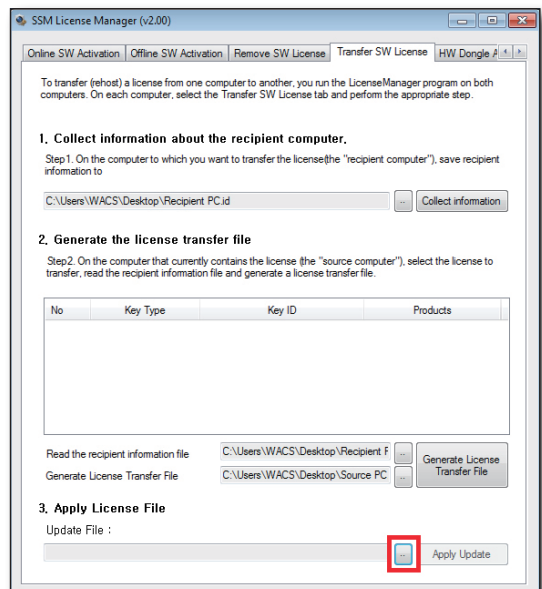 SSM License Manager (v2.00)
Online SW Activation Offline SW Activation Remove SW License Transfer SW License HW Dongle A
To transfer (rehost) a license from one computer to another, you run the LicenseManager program on both
computers. On each computer, select the Transfer SW License tab and perform the appropriate step.
1. Collect information about the recipient computer.
Step1. On the computer to which you want to transfer the license(the "recipient computer"), save recipient
information to
C:\Users\WACS\Desktop\Recipient PC.id .. Collect information
2. Generate the license transfer file
Step2. On the computer that currently contains the license (the "source computer"), select the license to
transfer, read the recipient information file and generate a license transfer file.
No Key Type Key ID Products
Read the recipient information file C:\Users\WACS\Desktop\Recipient F ..
Generate License Transfer File C:\Users\WACS\Desktop\Source PC ..
Generate License
Transfer File
3. Apply License File
Update File :
.. Apply Update